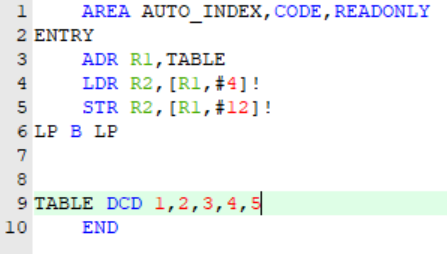 1 AREA AUTO_INDEX,CODE,READONLY
2 ENTRY
3 ADR R1,TABLE
4 LDR R2,[R1,#4]!
5 STR R2,[R1,#12]!
6 LP B LP
7
8
9 TABLE DCD 1,2,3,4,5
10 END